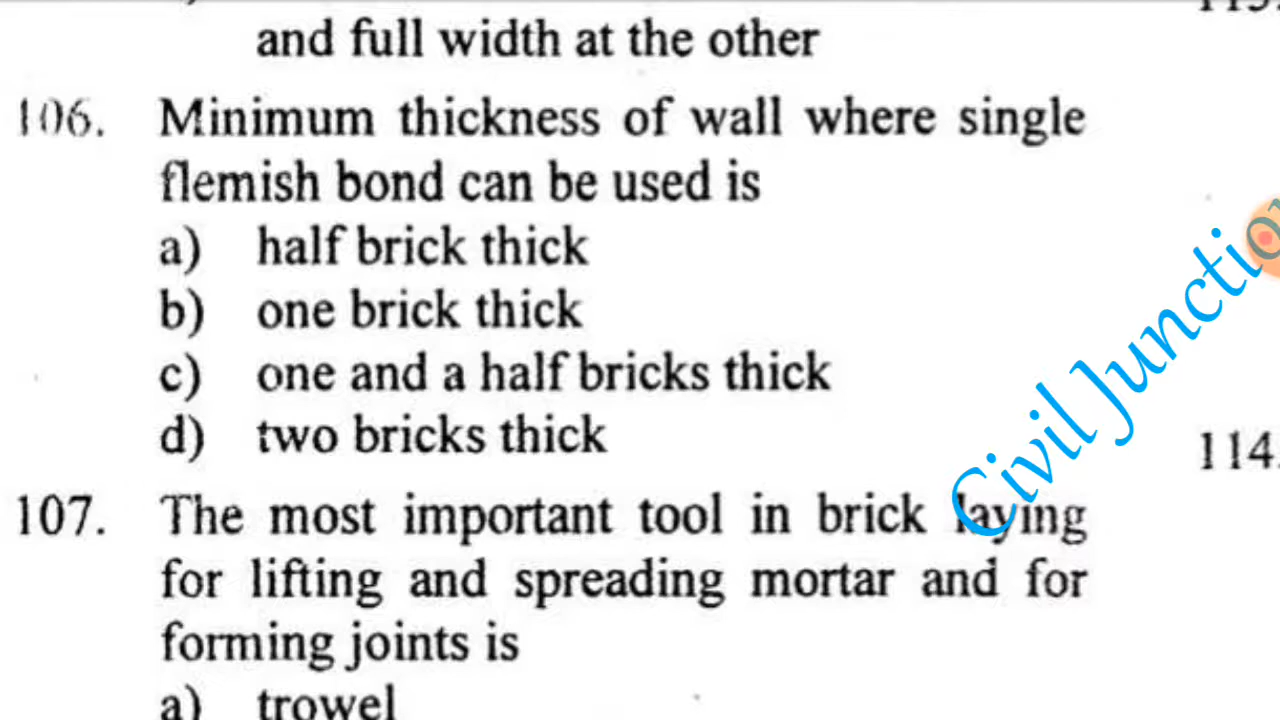 and full width at the other
106. Minimum thickness of wall where single
flemish bond can be used is
a) half brick thick
b) one brick thick
c) one and a half bricks thick
d) two bricks thick
107. The most important tool in brick laying
for lifting and spreading mortar and for
forming joints is
a) trowel
114.
Civil Junction